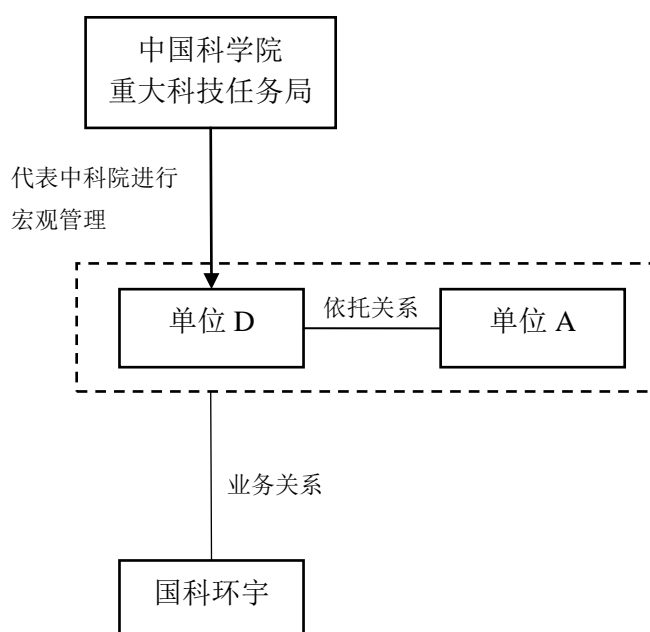 中国科学院
重大科技任务局
代表中科院进行
宏观管理
单位 D
依托关系
单位 A
业务关系
国科环宇